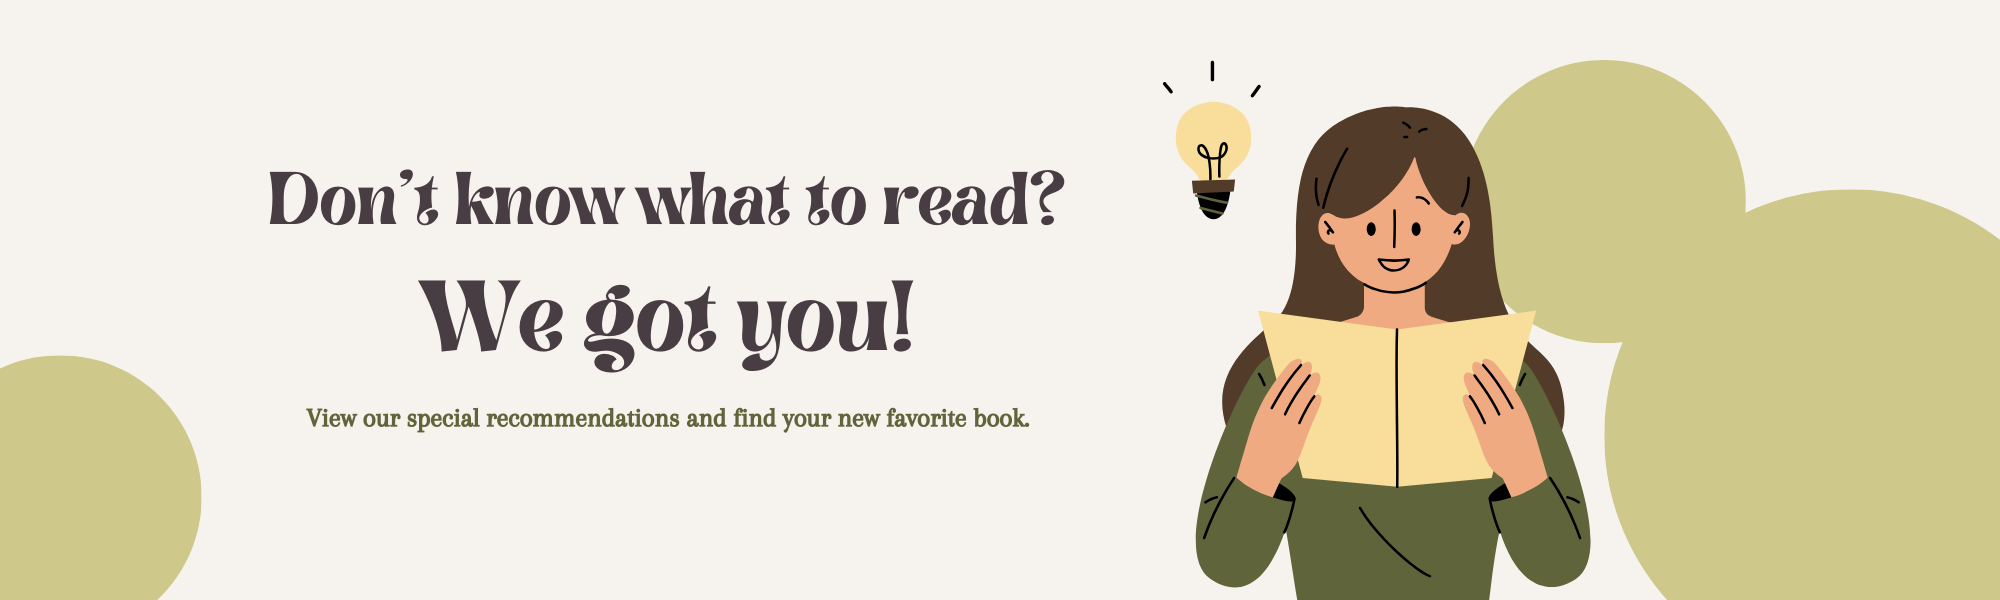 Don’t know what to read?
We got you!
View our special recommendations and find your new favorite book.